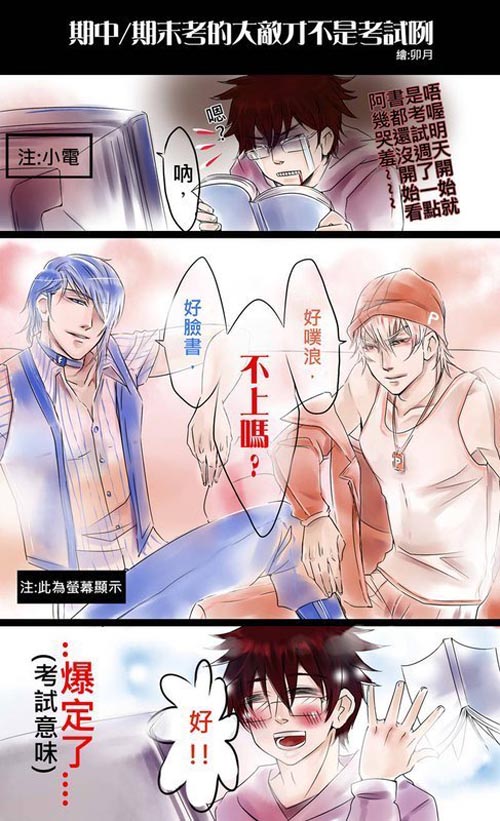 期中/期末考的大敵才不是考試例
繪:卯月
唔喔明天開始就
是考試週了一點
書都還沒開始看
阿幾哭羞~~~
嗯?
吶,
注:小電
好噗浪,
好臉書,
不上嗎?
P
P
注:此為螢幕顯示
好!!
…爆定了…
(考試意味)